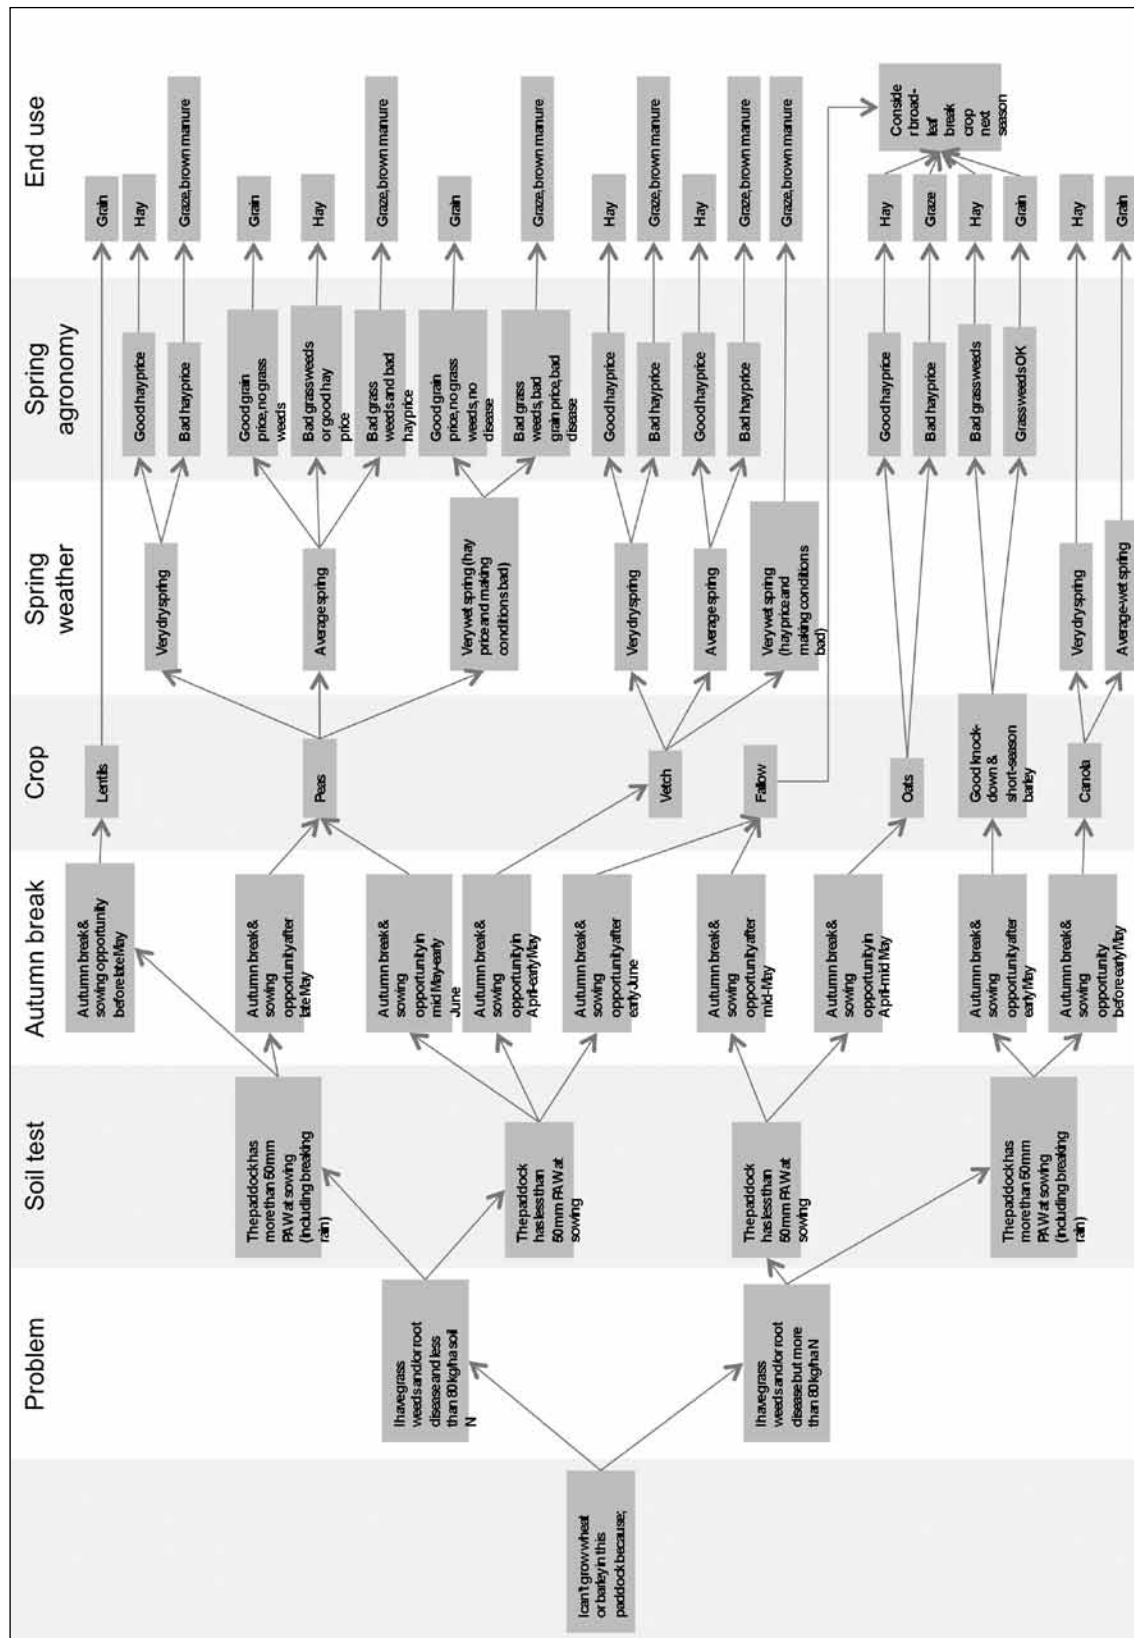 Problem
Soil test
Autumn break
Crop
Spring
weather
Spring
agronomy
End use
I can't grow wheat
or barley in this
paddock because;
I have grass
weeds and/or root
disease and less
than 80 kg/ha soil
N
I have grass
weeds and/or root
disease but more
than 80 kg/ha N
The paddock has
more than 50 mm
PAW at sowing
(including breaking
rain)
The paddock
has less than
50 mm PAW at
sowing
The paddock
has less than
50 mm PAW at
sowing
The paddock has
more than 50 mm
PAW at sowing
(including breaking
rain)
Autumn break &
sowing opportunity
before late May
Autumn break &
sowing
opportunity after
late May
Autumn break &
sowing
opportunity in
mid May-early
June
Autumn break &
sowing
opportunity in
April-early May
Autumn break &
sowing
opportunity after
early June
Autumn break &
sowing
opportunity after
mid-May
Autumn break &
sowing
opportunity in
April-mid May
Autumn break &
sowing
opportunity after
early May
Autumn break &
sowing
opportunity
before early May
Lentils
Peas
Vetch
Fallow
Oats
Good knock-
down &
short-season
barley
Canola
Very dry spring
Average spring
Very wet spring (hay
price and making
conditions bad)
Very dry spring
Average spring
Very wet spring
(hay price and
making conditions
bad)
Very dry spring
Average-wet spring
Good hay price
Bad hay price
Good grain
price, no grass
weeds
Bad grass weeds
or good hay
price
Bad grass
weeds and bad
hay price
Good grain
price, no grass
weeds, no
disease
Bad grass
weeds, bad
grain price, bad
disease
Good hay price
Bad hay price
Good hay price
Bad hay price
Good hay price
Bad hay price
Bad grass weeds
Grass weeds OK
Grain
Hay
Graze, brown manure
Grain
Hay
Graze, brown manure
Grain
Graze, brown manure
Hay
Graze, brown manure
Hay
Graze, brown manure
Graze, brown manure
Hay
Graze
Hay
Grain
Hay
Grain
Conside
r broad-
leaf
break
crop
next
season